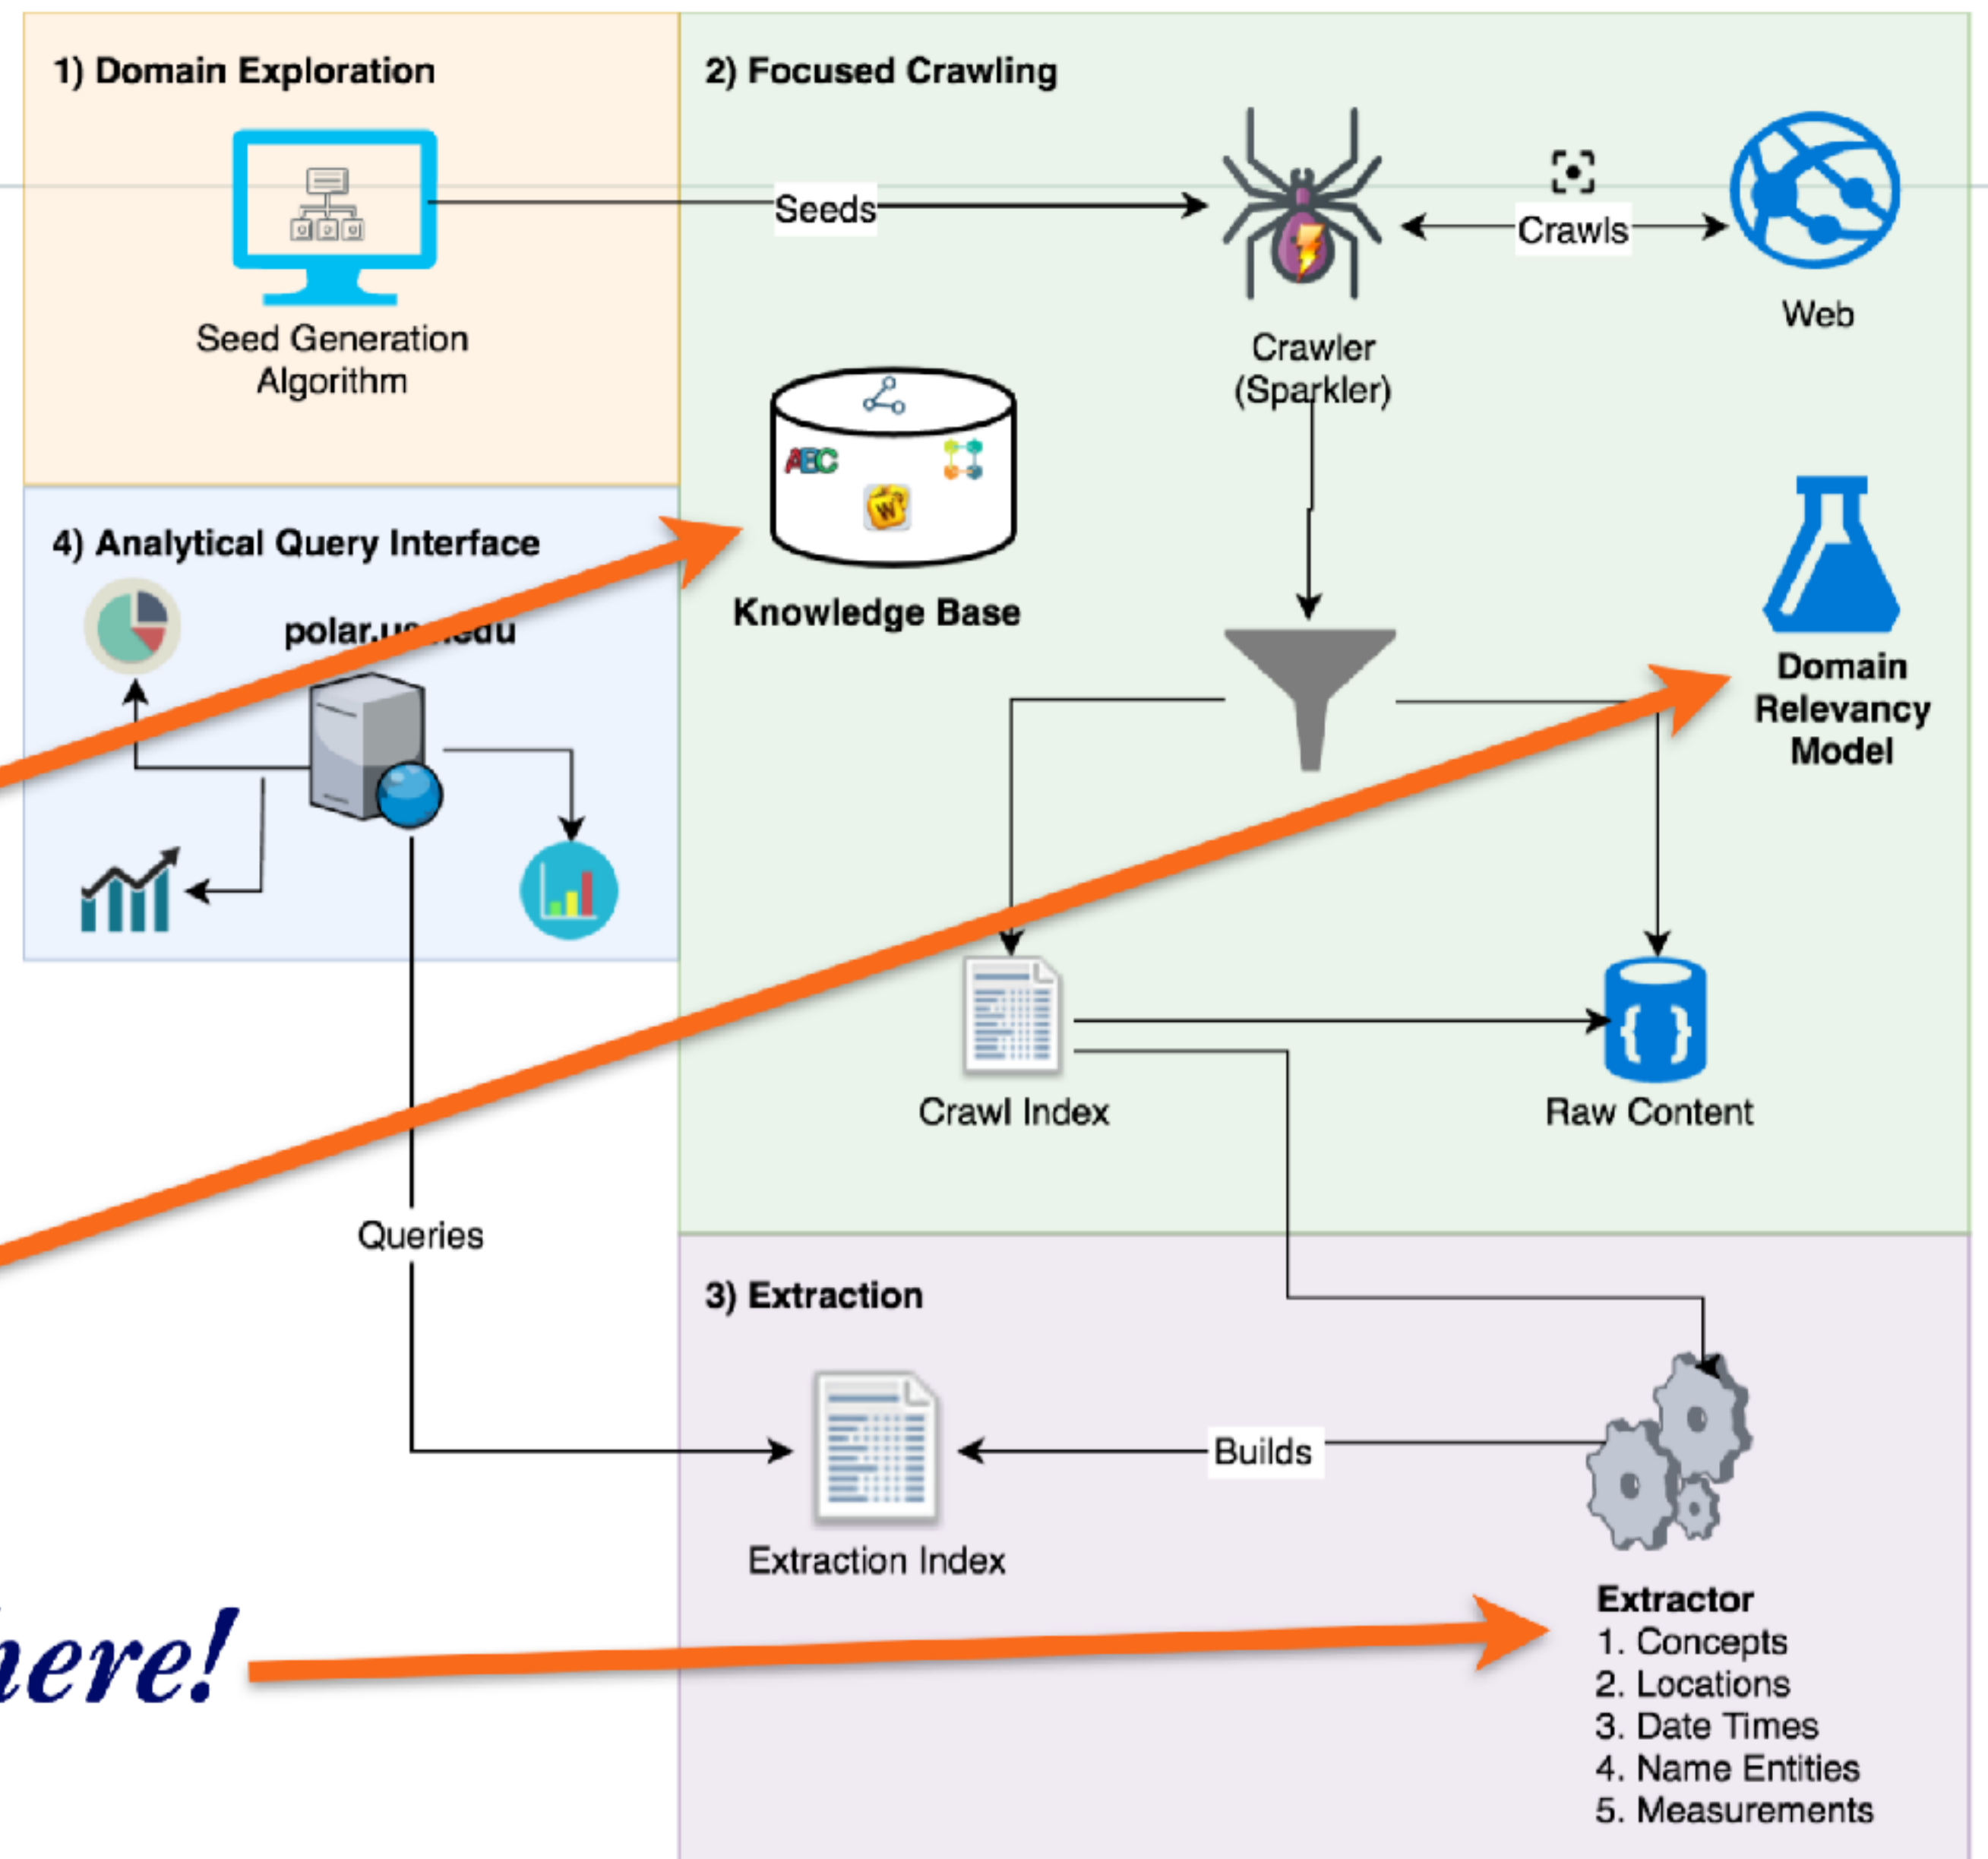 1) Domain Exploration
Seed Generation
Algorithm
2) Focused Crawling
Seeds
Crawls
Web
Crawler
(Sparkler)
ABC
W
Knowledge Base
Domain
Relevancy
Model
Crawl Index
{ }
Raw Content
4) Analytical Query Interface
Queries
3) Extraction
Builds
Extraction Index
Extractor
1. Concepts
2. Locations
3. Date Times
4. Name Entities
5. Measurements